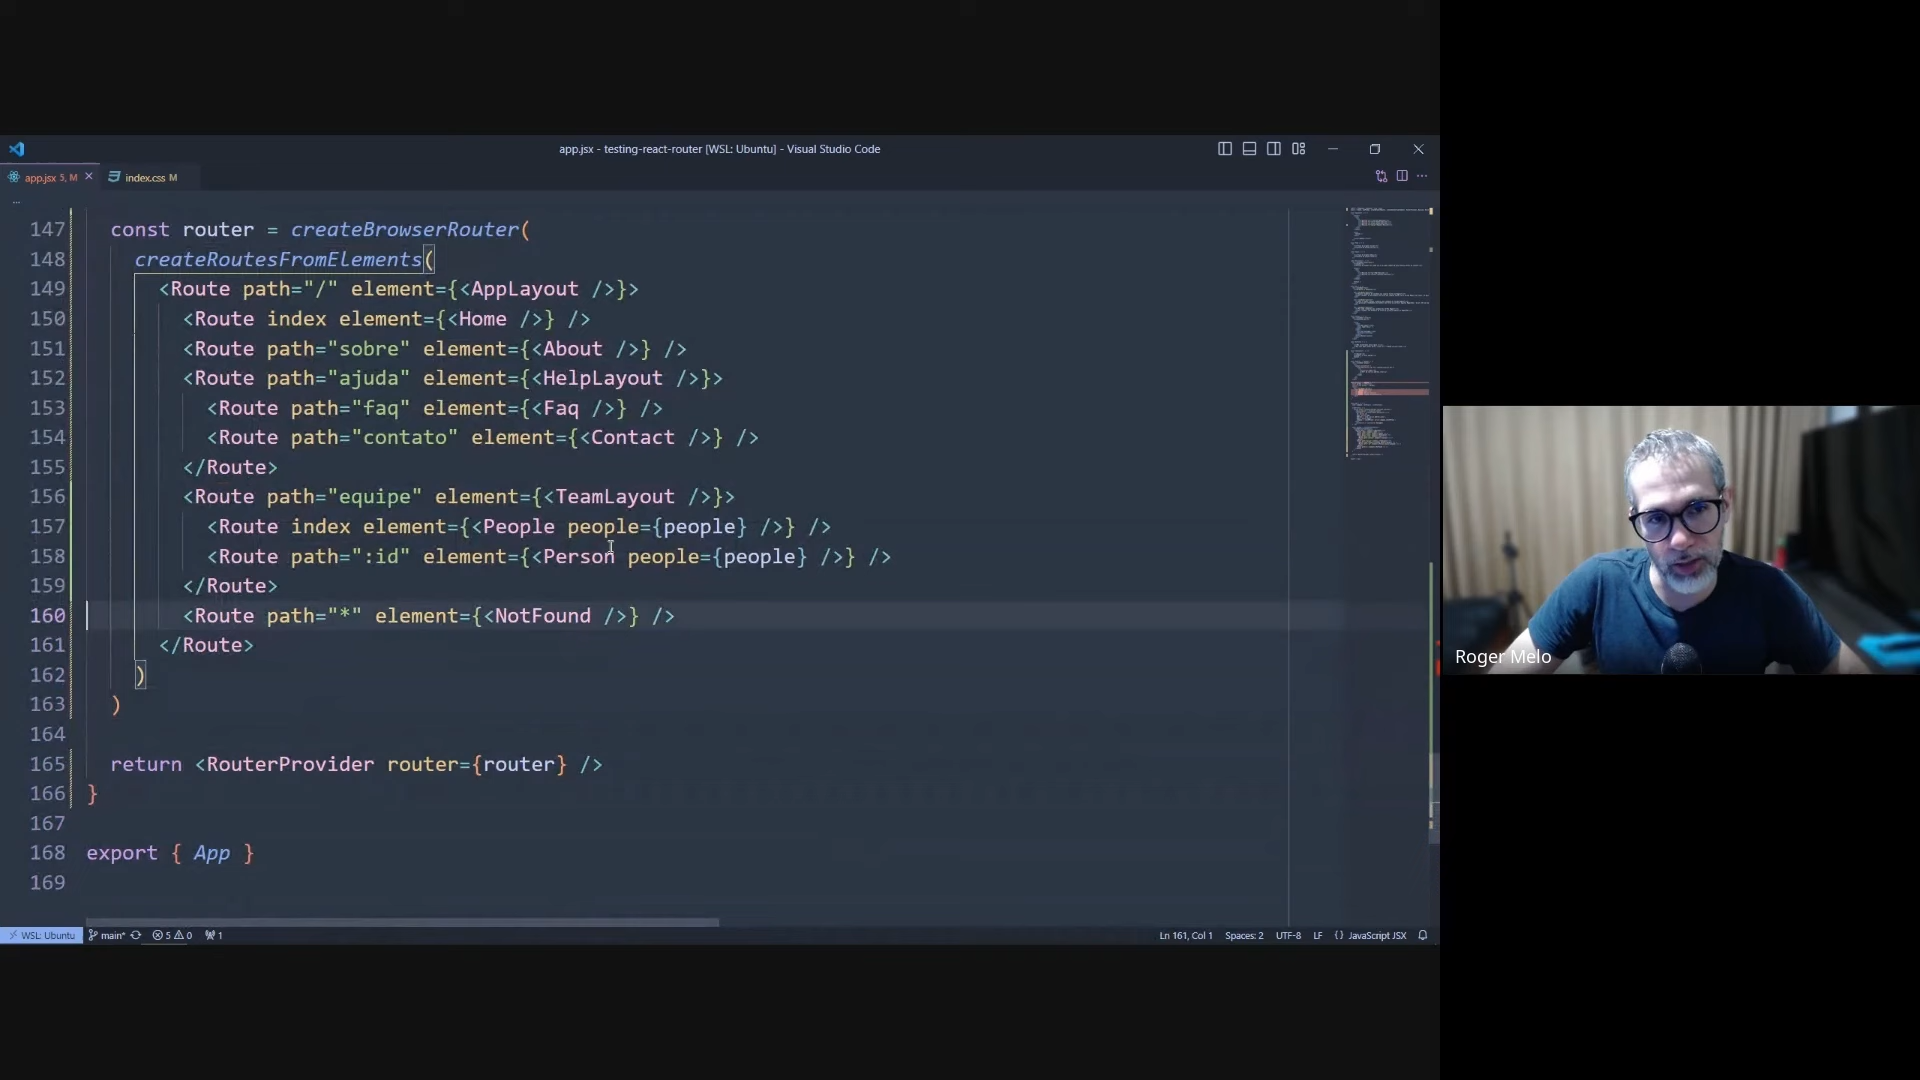 app.jsx - testing-react-router [WSL: Ubuntu] - Visual Studio Code
app.jsx 5, M
index.css M
...
147 const router = createBrowserRouter(
148 createRoutesFromElements(
149 <Route path="/" element={<AppLayout />}>
150 <Route index element={<Home />} />
151 <Route path="sobre" element={<About />} />
152 <Route path="ajuda" element={<HelpLayout />}>
153 <Route path="faq" element={<Faq />} />
154 <Route path="contato" element={<Contact />} />
155 </Route>
156 <Route path="equipe" element={<TeamLayout />}>
157 <Route index element={<People people={people} />} />
158 <Route path=":id" element={<Person people={people} />} />
159 </Route>
160 <Route path="*" element={<NotFound />} />
161 </Route>
162 )
163 )
164
165 return <RouterProvider router={router} />
166 }
167
168 export { App }
169
WSL: Ubuntu main* 5 0 1 Ln 161, Col 1 Spaces: 2 UTF-8 LF {} JavaScript JSX
Roger Melo